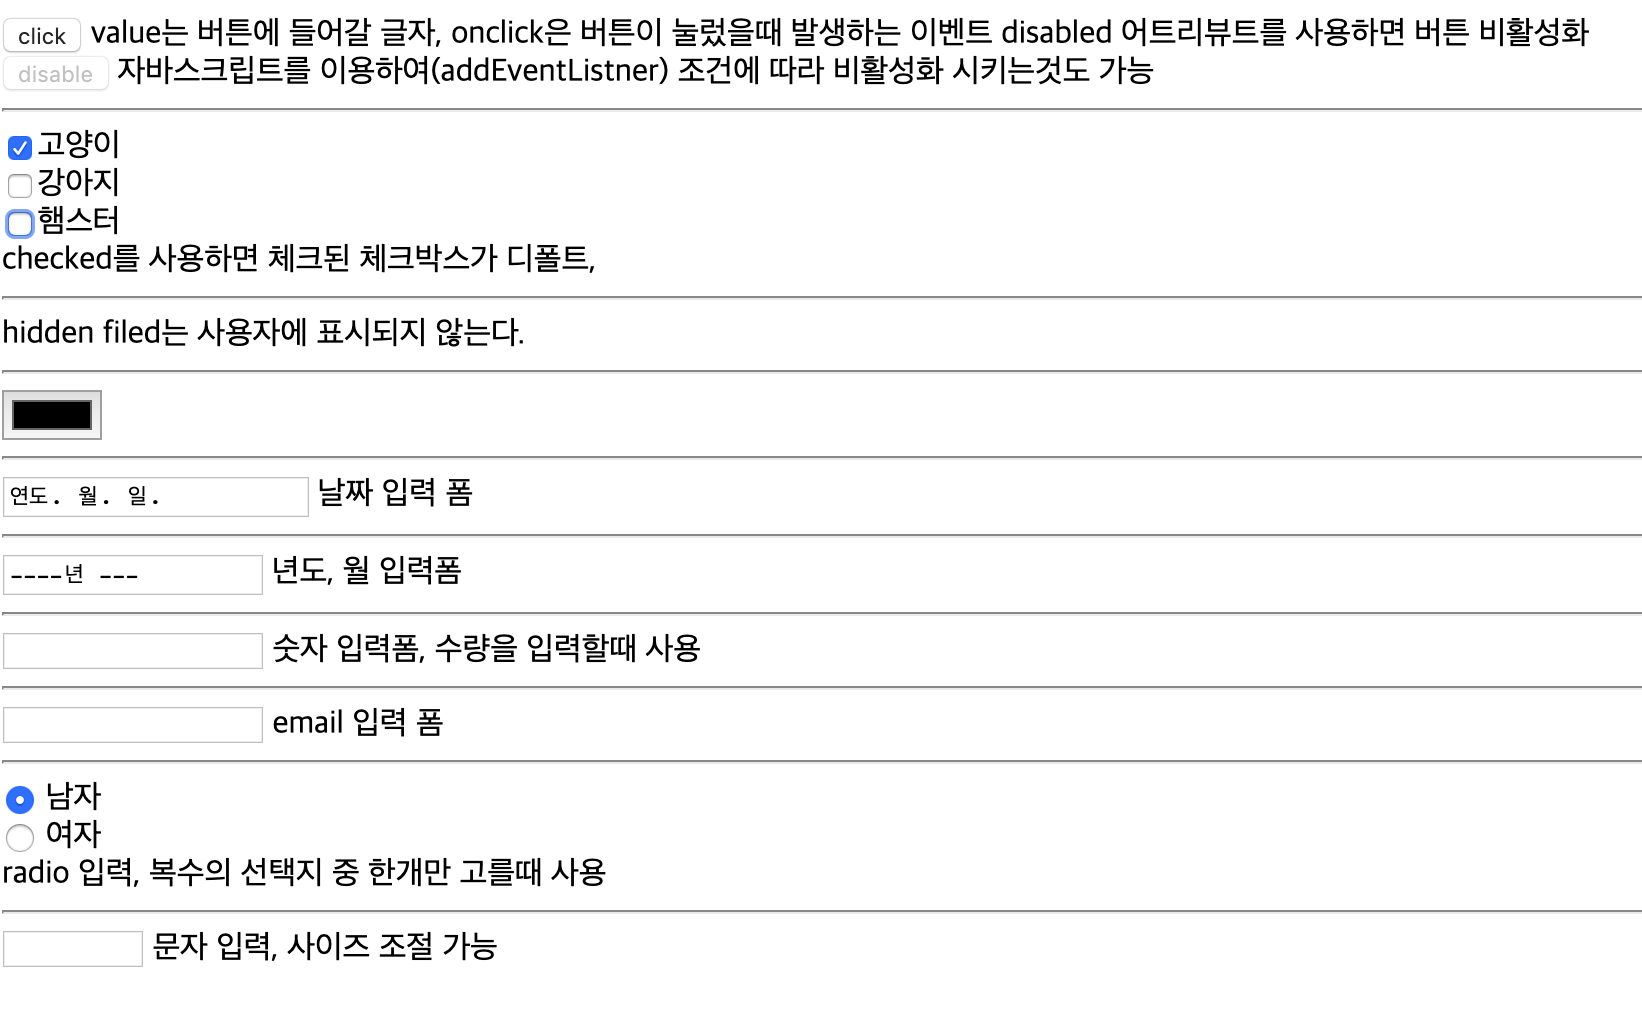 click value는 버튼에 들어갈 글자, onclick은 버튼이 눌렀을때 발생하는 이벤트 disabled 어트리뷰트를 사용하면 버튼 비활성화
disable 자바스크립트를 이용하여(addEventListner) 조건에 따라 비활성화 시키는것도 가능
고양이
강아지
햄스터
checked를 사용하면 체크된 체크박스가 디폴트,
hidden filed는 사용자에 표시되지 않는다.
연도. 월. 일. 날짜 입력 폼
----년 --- 년도, 월 입력폼
숫자 입력폼, 수량을 입력할때 사용
email 입력 폼
남자
여자
radio 입력, 복수의 선택지 중 한개만 고를때 사용
문자 입력, 사이즈 조절 가능